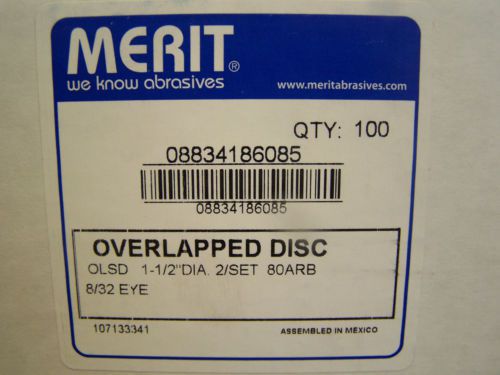 MERIT®
we know abrasives
www.meritabrasives.com
QTY: 100
08834186085
08834186085
OVERLAPPED DISC
OLSD 1-1/2"DIA. 2/SET 80ARB
8/32 EYE
107133341
ASSEMBLED IN MEXICO